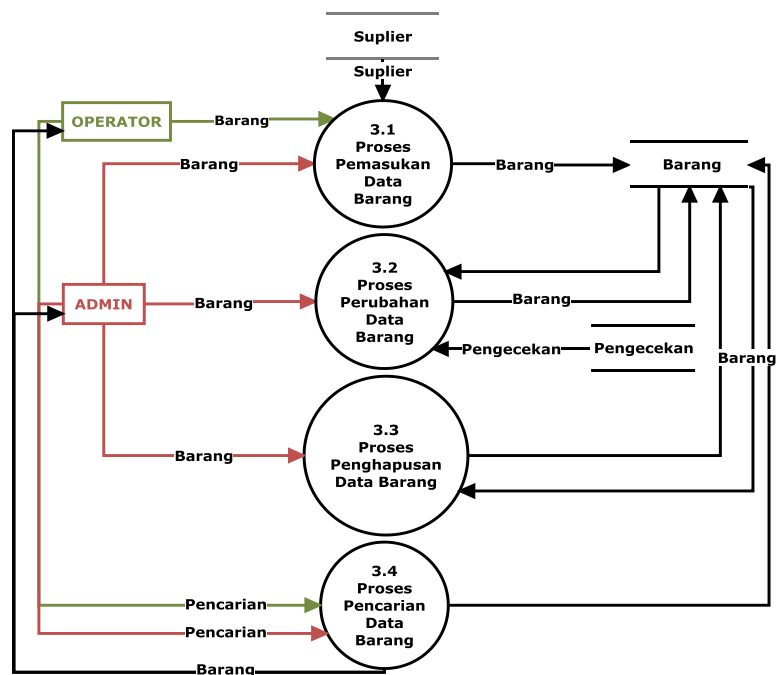 Suplier
Suplier
OPERATOR
Barang
3.1
Proses
Pemasukan
Data
Barang
Barang
Barang
Barang
3.2
Proses
Perubahan
Data
Barang
ADMIN
Barang
Barang
Pengecekan
Pengecekan
Barang
3.3
Proses
Penghapusan
Data Barang
Barang
3.4
Proses
Pencarian
Data
Barang
Pencarian
Pencarian
Barang